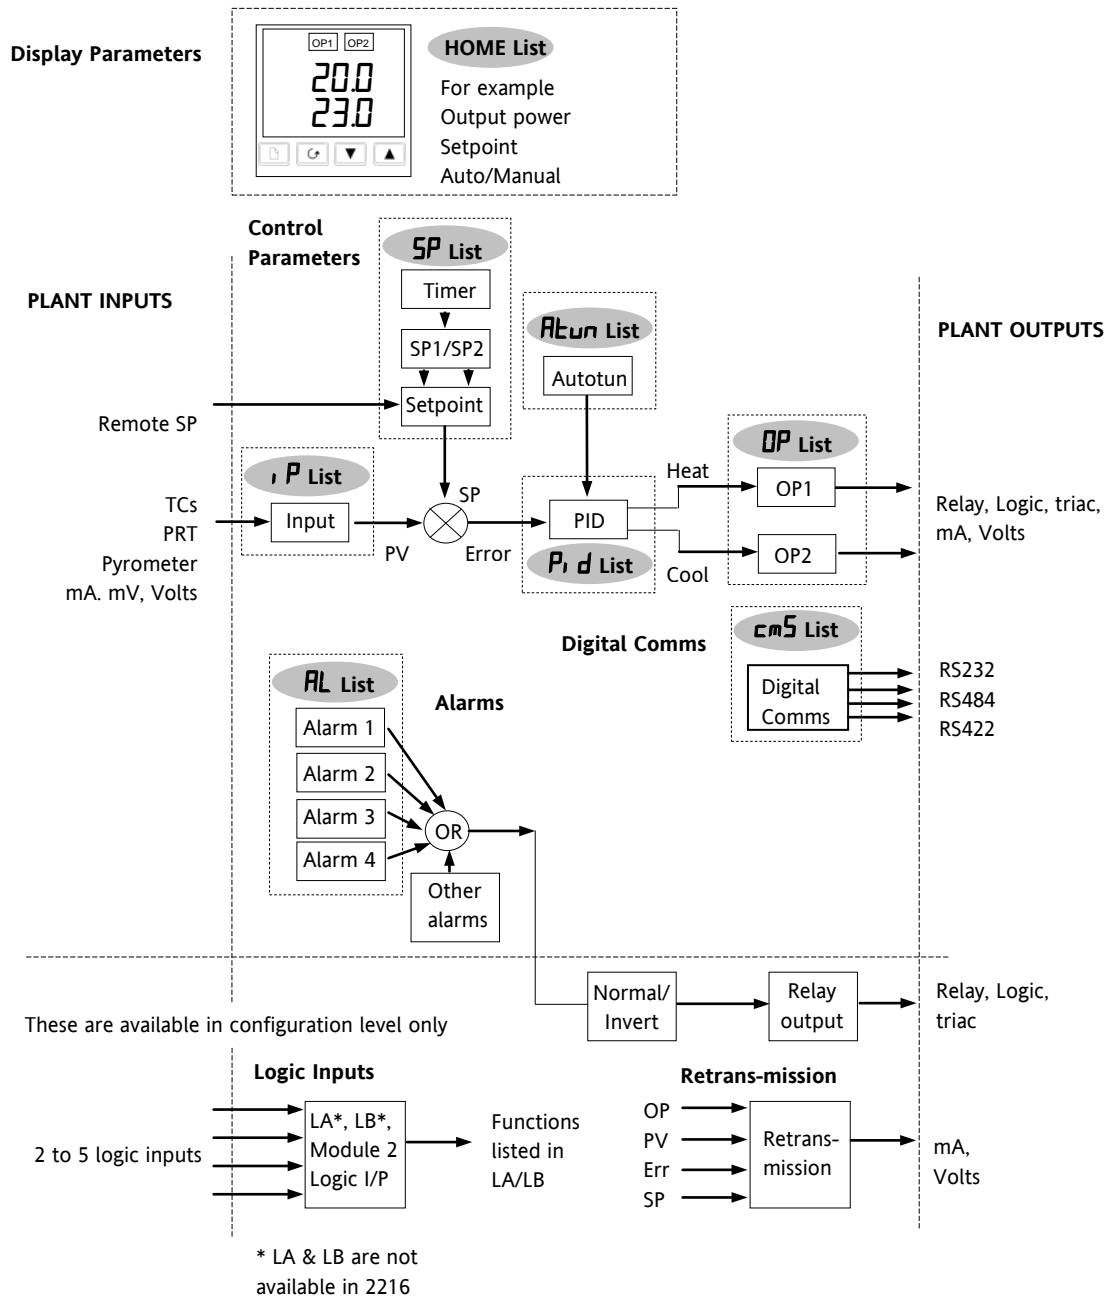 Display Parameters
OP1 OP2
20.0
23.0
HOME List
For example
Output power
Setpoint
Auto/Manual
Control
Parameters
SP List
Timer
SP1/SP2
Setpoint
PLANT INPUTS
Remote SP
Atun List
Autotun
PLANT OUTPUTS
iP List
Input
TCs
PRT
Pyrometer
mA. mV, Volts
PV
SP
Error
PID
Pid List
Heat
Cool
OP List
OP1
OP2
Relay, Logic, triac,
mA, Volts
Digital Comms
cmS List
Digital
Comms
RS232
RS484
RS422
AL List
Alarms
Alarm 1
Alarm 2
Alarm 3
Alarm 4
OR
Other
alarms
Normal/
Invert
Relay
output
Relay, Logic,
triac
These are available in configuration level only
Logic Inputs
2 to 5 logic inputs
LA*, LB*,
Module 2
Logic I/P
Functions
listed in
LA/LB
Retrans-mission
OP
PV
Err
SP
Retrans-
mission
mA,
Volts
* LA & LB are not
available in 2216